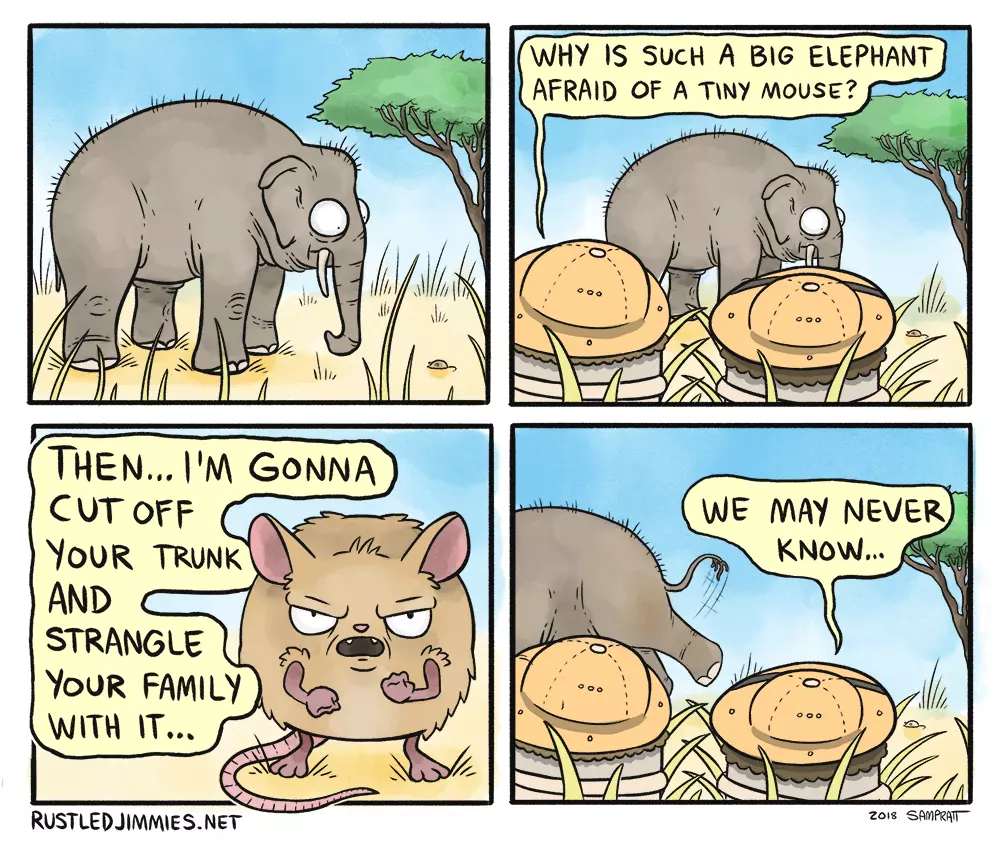 WHY IS SUCH A BIG ELEPHANT
AFRAID OF A TINY MOUSE?
THEN... I'M GONNA
CUT OFF
YOUR TRUNK
AND
STRANGLE
YOUR FAMILY
WITH IT...
WE MAY NEVER
KNOW...
RUSTLEDJIMMIES.NET
2018 SAMPRATT